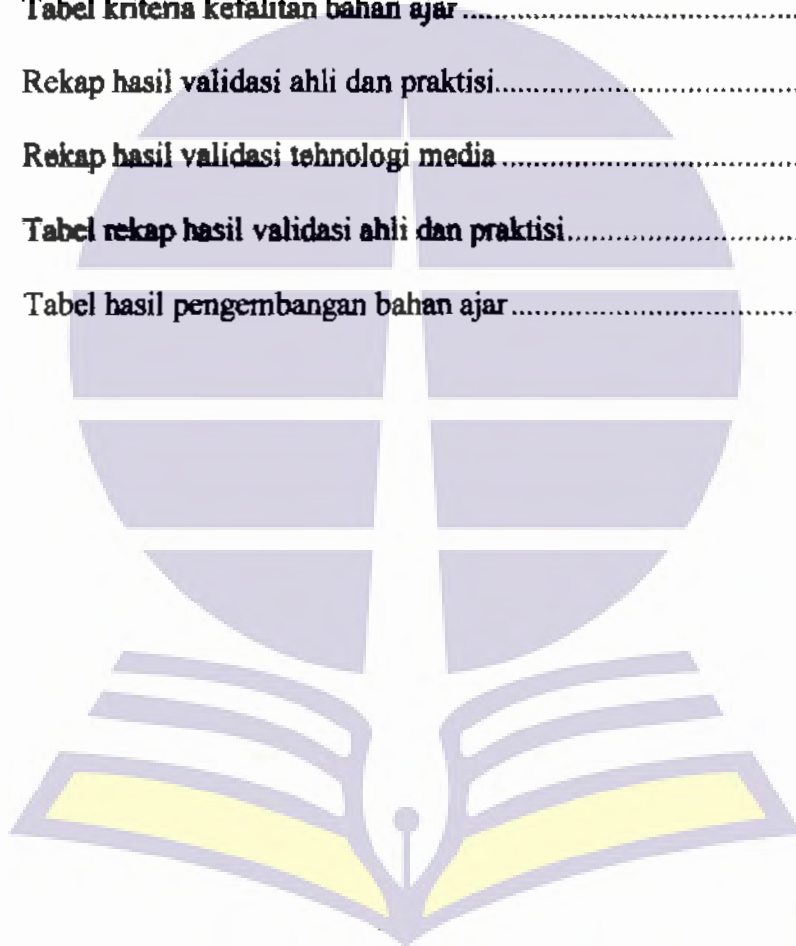 Tabel kriteria kefalitan bahan ajar ....................................................
Rekap hasil validasi ahli dan praktisi....................................................
Rekap hasil validasi tehnologi media ....................................................
Tabel rekap hasil validasi ahli dan praktisi....................................................
Tabel hasil pengembangan bahan ajar ....................................................